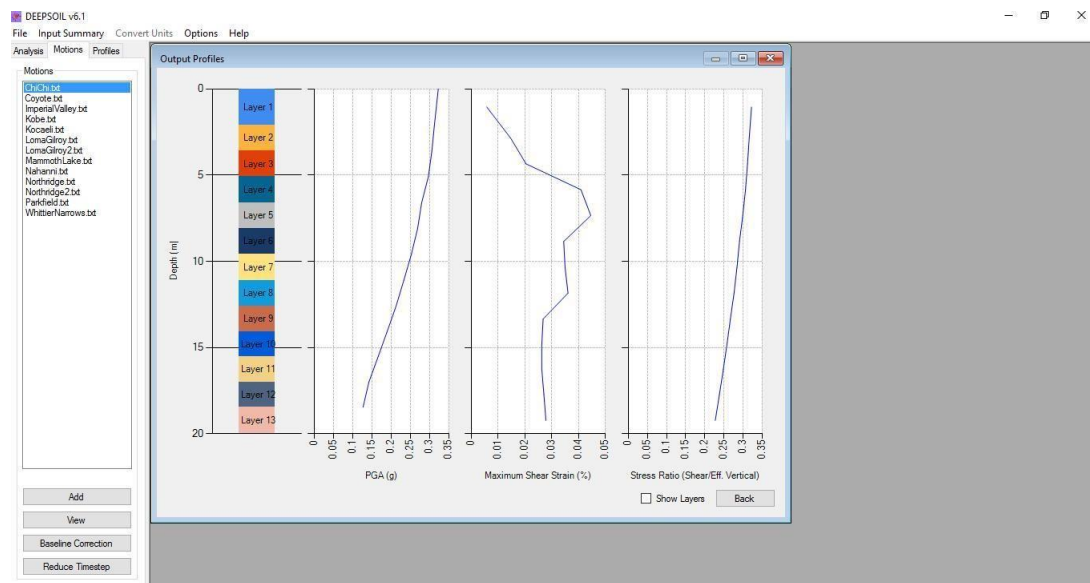 DEEPSOIL v6.1
File Input Summary Convert Units Options Help
Analysis Motions Profiles
Motions
ChiChi.txt
Coyote.txt
ImperialValley.txt
Kobe.txt
Kocaeli.txt
LomaGilroy.txt
LomaGilroy2.txt
MammothLake.txt
Nahanni.txt
Northridge.txt
Northridge2.txt
Parkfield.txt
WhittierNarrows.txt
Add
View
Baseline Correction
Reduce Timestep
Output Profiles
Depth [m]
0
5
10
15
20
Layer 1
Layer 2
Layer 3
Layer 4
Layer 5
Layer 6
Layer 7
Layer 8
Layer 9
Layer 10
Layer 11
Layer 12
Layer 13
0 0.05 0.1 0.15 0.2 0.25 0.3 0.35
PGA (g)
0 0.01 0.02 0.03 0.04 0.05
Maximum Shear Strain (%)
0 0.05 0.1 0.15 0.2 0.25 0.3 0.35
Stress Ratio (Shear/Eff. Vertical)
Show Layers Back